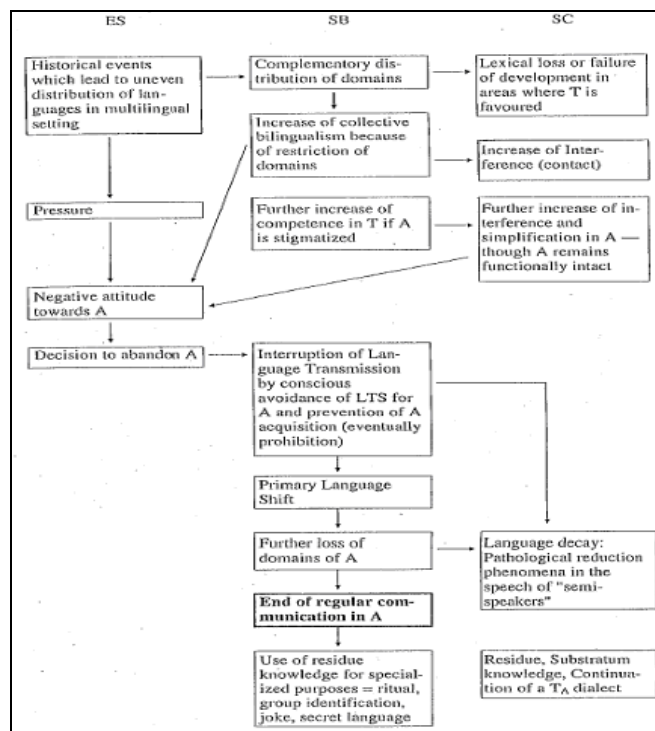 ES
SB
SC
Historical events
which lead to uneven
distribution of lan-
guages in multilingual
setting
Complementory dis-
tribution of domains
Lexical loss or failure
of development in
areas where T is
favoured
Increase of collective
bilingualism because
of restriction of
domains
Increase of Inter-
ference (contact)
Pressure
Further increase of
competence in T if A
is stigmatized
Further increase of in-
terference and
simplification in A —
though A remains
functionally intact
Negative attitude
towards A
Decision to abandon A
Interruption of Lan-
guage Transmission
by conscious
avoidance of LTS for
A and prevention of A
acquisition (eventually
prohibition)
Primary Language
Shift
Further loss of
domains of A
Language decay:
Pathological reduction
phenomena in the
speech of "semi-
speakers"
End of regular com-
munication in A
Use of residue
knowledge for special-
ized purposes = ritual,
group identification,
joke, secret language
Residue, Substratum
knowledge, Continua-
tion of a TA dialect